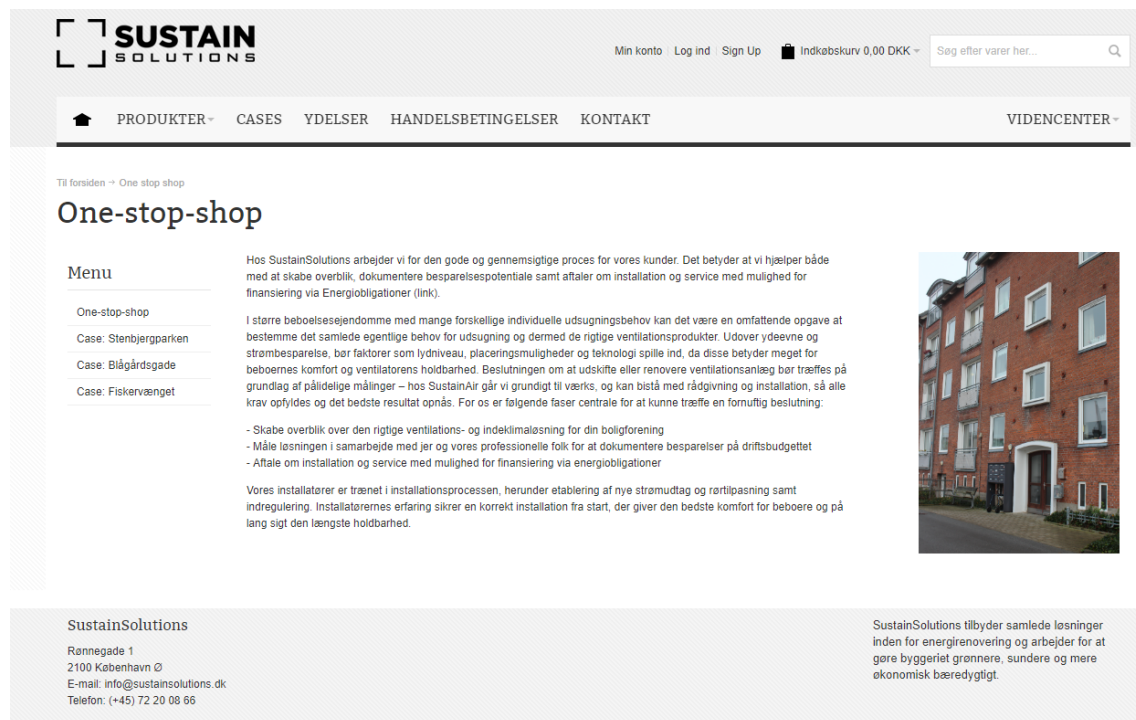 SUSTAIN
SOLUTIONS
Min konto Log ind Sign Up Indkøbskurv 0,00 DKK Søg efter varer her...
PRODUKTER CASES YDELSER HANDELSBETINGELSER KONTAKT VIDENCENTER
Til forsiden → One stop shop
One-stop-shop
Menu
One-stop-shop
Case: Stenbjergparken
Case: Blågårdsgade
Case: Fiskervænget
Hos SustainSolutions arbejder vi for den gode og gennemsigtige proces for vores kunder. Det betyder at vi hjælper både
med at skabe overblik, dokumentere besparelsespotentiale samt aftaler om installation og service med mulighed for
finansiering via Energiobligationer (link).
I større beboelsesejendomme med mange forskellige individuelle udsugningsbehov kan det være en omfattende opgave at
bestemme det samlede egentlige behov for udsugning og dermed de rigtige ventilationsprodukter. Udover ydeevne og
strømbesparelse, bør faktorer som lydniveau, placeringsmuligheder og teknologi spille ind, da disse betyder meget for
beboernes komfort og ventilatorens holdbarhed. Beslutningen om at udskifte eller renovere ventilationsanlæg bør træffes på
grundlag af pålidelige målinger – hos SustainAir går vi grundigt til værks, og kan bistå med rådgivning og installation, så alle
krav opfyldes og det bedste resultat opnås. For os er følgende faser centrale for at kunne træffe en fornuftig beslutning:
- Skabe overblik over den rigtige ventilations- og indeklimaløsning for din boligforening
- Måle løsningen i samarbejde med jer og vores professionelle folk for at dokumentere besparelser på driftsbudgettet
- Aftale om installation og service med mulighed for finansiering via energiobligationer
Vores installatører er trænet i installationsprocessen, herunder etablering af nye strømudtag og rørtilpasning samt
indregulering. Installatørernes erfaring sikrer en korrekt installation fra start, der giver den bedste komfort for beboere og på
lang sigt den længste holdbarhed.
SustainSolutions
Rønnegade 1
2100 København Ø
E-mail: info@sustainsolutions.dk
Telefon: (+45) 72 20 08 66
SustainSolutions tilbyder samlede løsninger
inden for energirenovering og arbejder for at
gøre byggeriet grønnere, sundere og mere
økonomisk bæredygtigt.